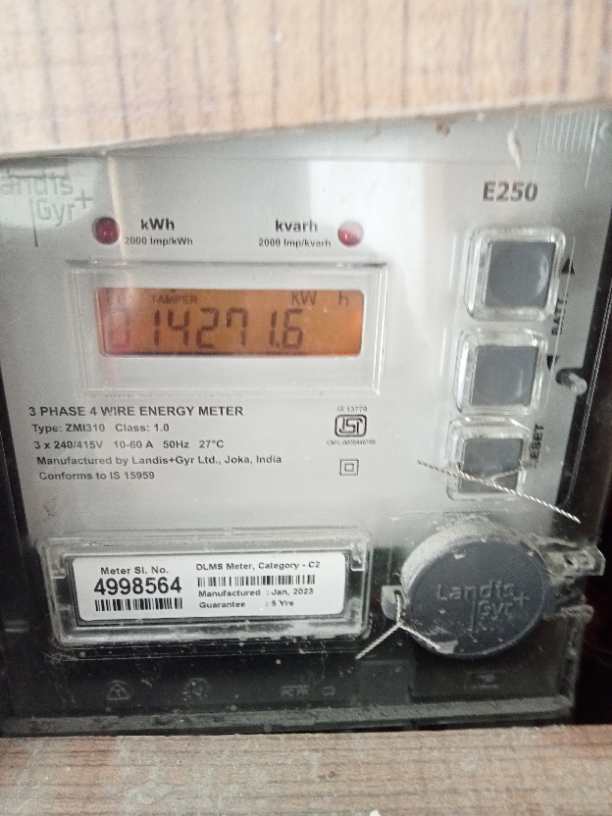 Landis
Gyr+
E250
kWh
2000 Imp/kWh
kvarh
2000 Imp/kvarh
TAMPER
kW h
014271.6
BATT
RESET
3 PHASE 4 WIRE ENERGY METER
Type: ZMI310 Class: 1.0
3 x 240/415V 10-60 A 50Hz 27°C
Manufactured by Landis+Gyr Ltd., Joka, India
Conforms to IS 15959
IS:13779
ISI
Meter Sl. No.
4998564
DLMS Meter, Category - C2
Manufactured : Jan, 2023
Guarantee : 5 Yrs
Landis
Gyr+